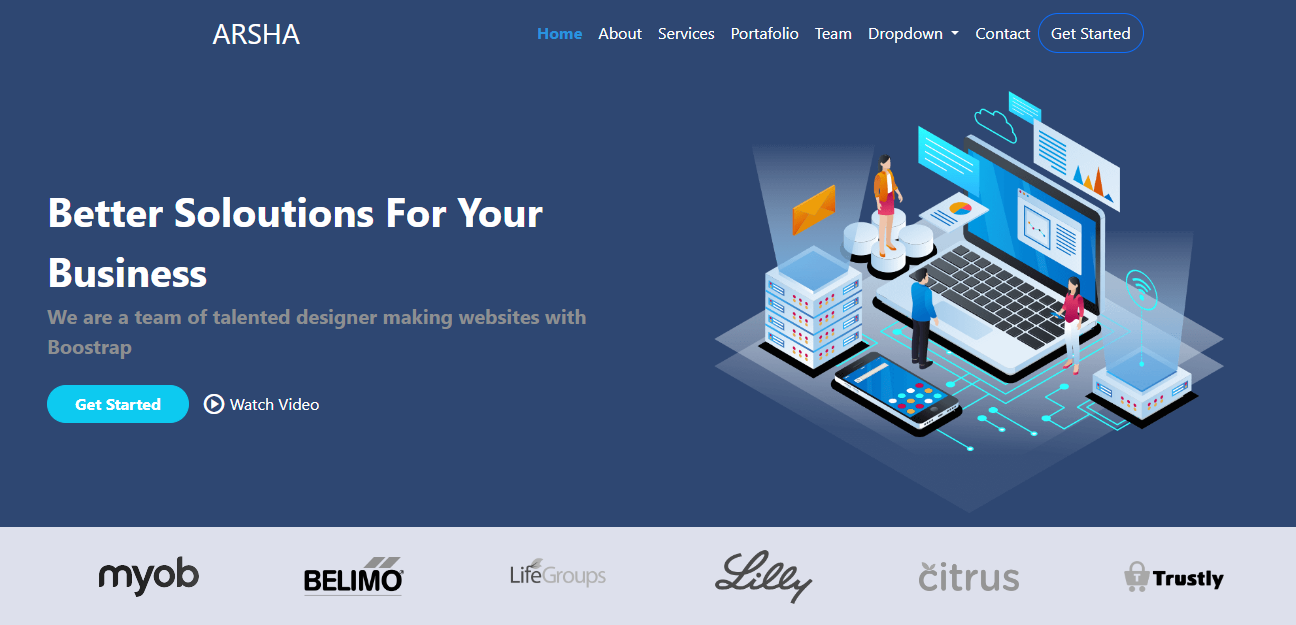 ARSHA
Home About Services Portafolio Team Dropdown Contact Get Started
Better Soloutions For Your
Business
We are a team of talented designer making websites with
Boostrap
Get Started Watch Video
myob BELIMO LifeGroups Lilly citrus Trustly